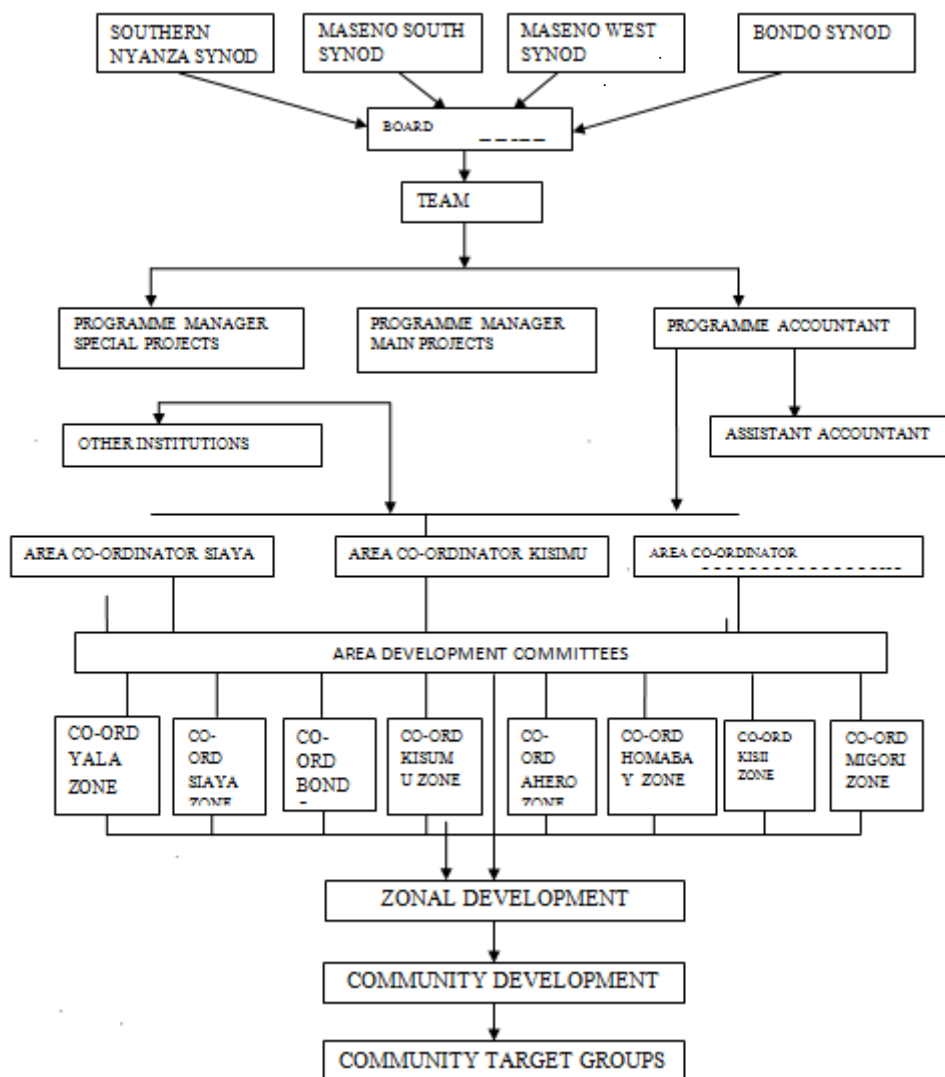 SOUTHERN
NYANZA SYNOD
MASENO SOUTH
SYNOD
MASENO WEST
SYNOD
BONDO SYNOD
BOARD
TEAM
PROGRAMME MANAGER
SPECIAL PROJECTS
PROGRAMME MANAGER
MAIN PROJECTS
PROGRAMME ACCOUNTANT
OTHER INSTITUTIONS
ASSISTANT ACCOUNTANT
AREA CO-ORDINATOR SIAYA
AREA CO-ORDINATOR KISIMU
AREA CO-ORDINATOR
AREA DEVELOPMENT COMMITTEES
CO-ORD
YALA
ZONE
CO-
ORD
SIAYA
ZONE
CO-
ORD
BOND
CO-ORD
KISUM
U ZONE
CO-
ORD
AHERO
ZONE
CO-ORD
HOMABA
Y ZONE
CO-ORD
KISII
ZONE
CO-ORD
MIGORI
ZONE
ZONAL DEVELOPMENT
COMMUNITY DEVELOPMENT
COMMUNITY TARGET GROUPS